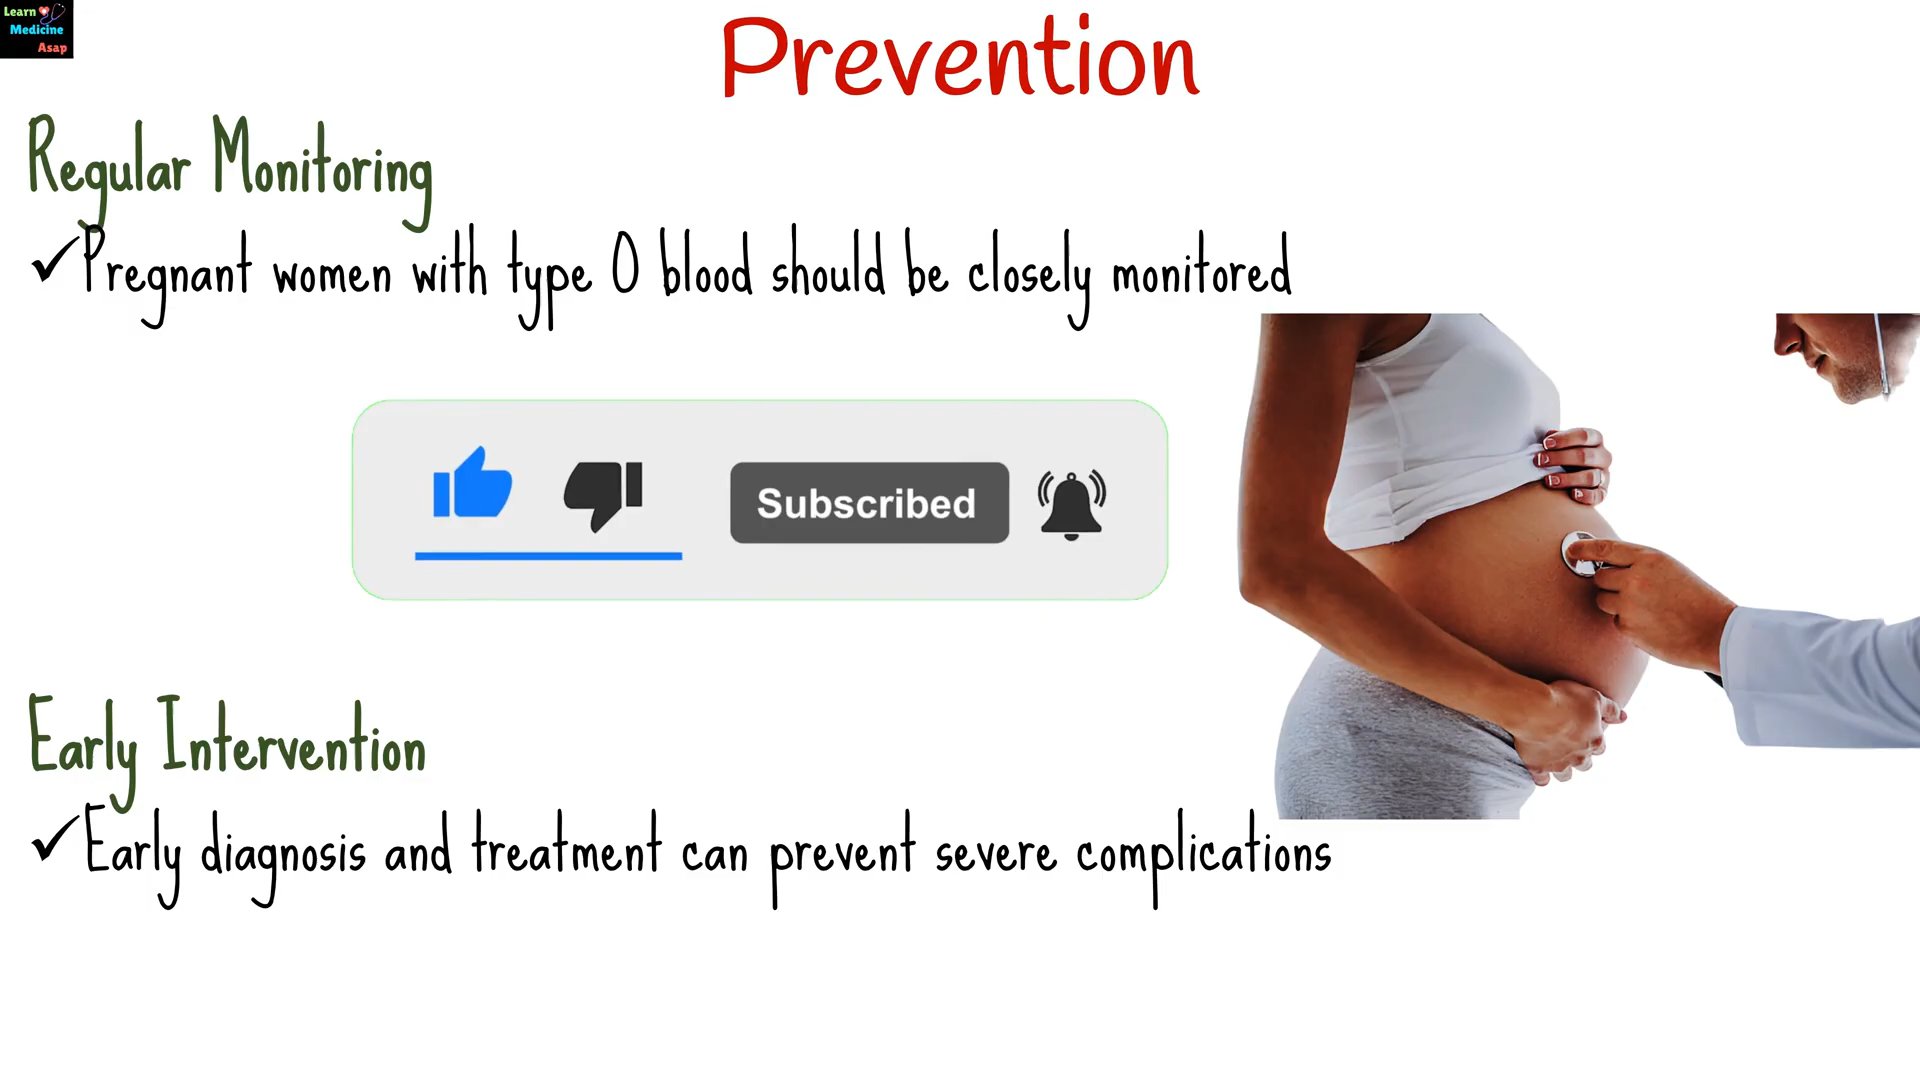 Learn
Medicine
Asap
Prevention
Regular Monitoring
✓Pregnant women with type O blood should be closely monitored
Subscribed
Early Intervention
✓Early diagnosis and treatment can prevent severe complications